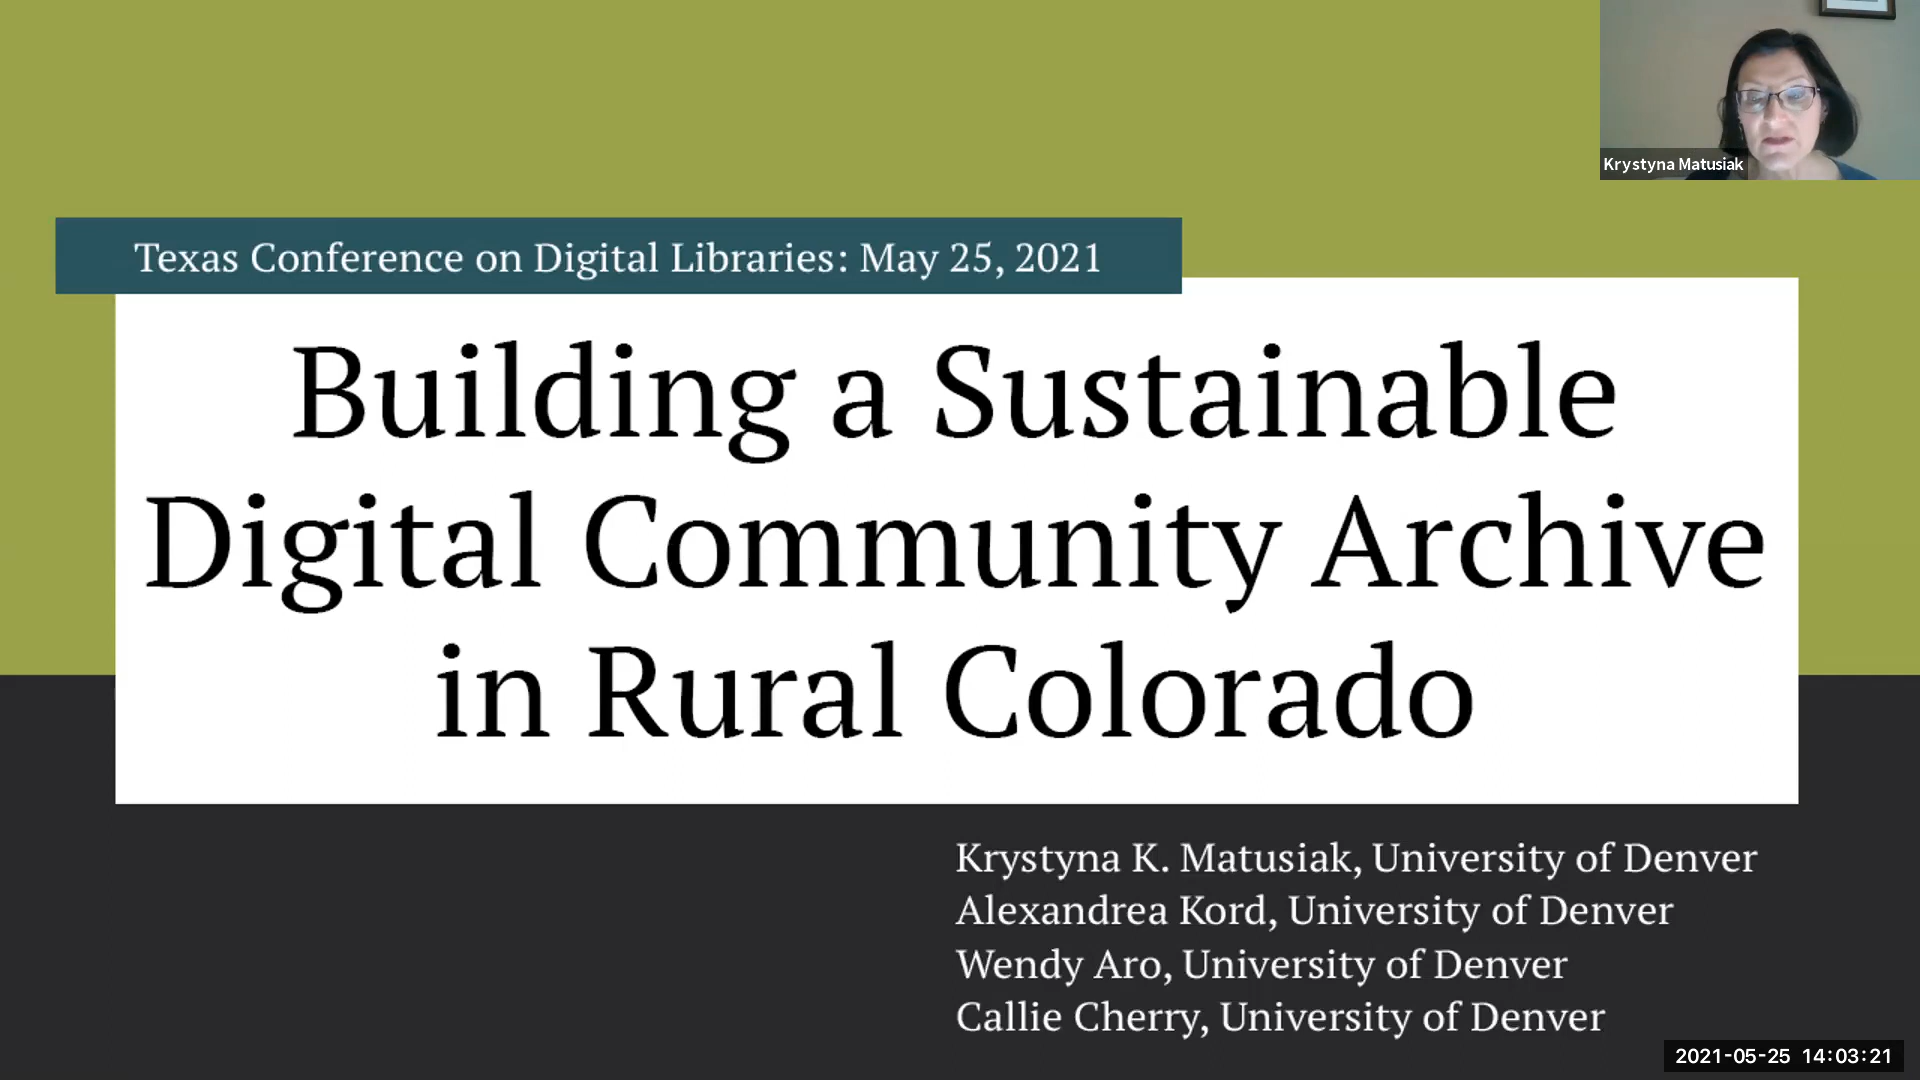 Krystyna Matusiak
Texas Conference on Digital Libraries: May 25, 2021
Building a Sustainable
Digital Community Archive
in Rural Colorado
Krystyna K. Matusiak, University of Denver
Alexandrea Kord, University of Denver
Wendy Aro, University of Denver
Callie Cherry, University of Denver
2021-05-25 14:03:21